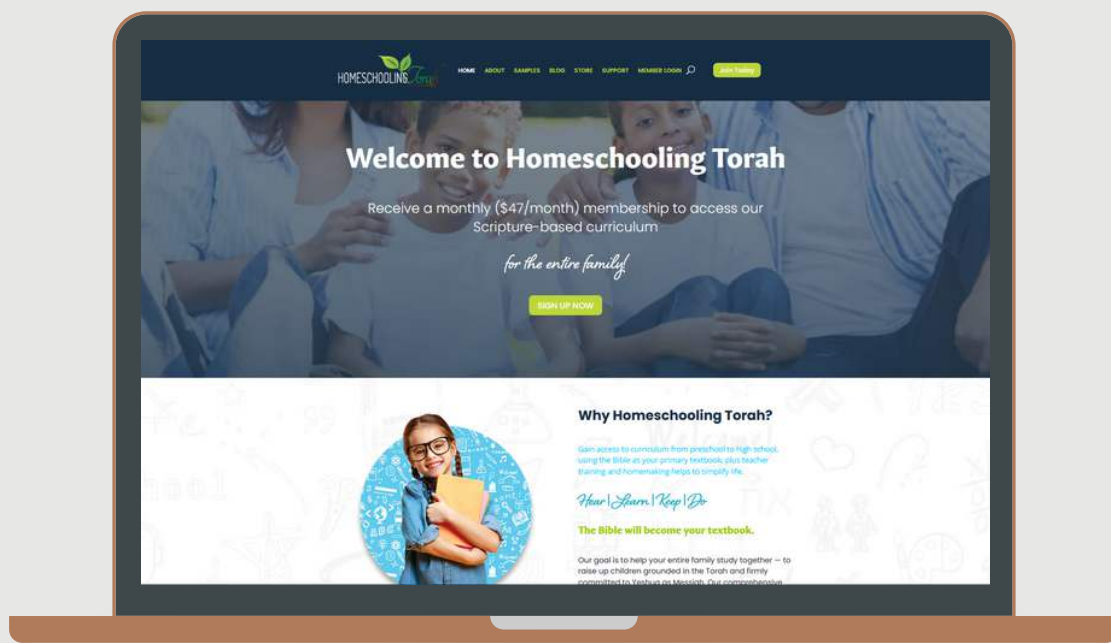 HOMESCHOOLING Torah
HOME ABOUT SAMPLES BLOG STORE SUPPORT MEMBER LOGIN Join Today
Welcome to Homeschooling Torah
Receive a monthly ($47/month) membership to access our
Scripture-based curriculum
for the entire family!
SIGN UP NOW
Why Homeschooling Torah?
Gain access to curriculum from preschool to high school,
using the Bible as your primary textbook, plus teacher
training and homemaking helps to simplify life.
Hear | Learn | Keep | Do
The Bible will become your textbook.
Our goal is to help your entire family study together — to
raise up children grounded in the Torah and firmly
committed to Yeshua as Messiah. Our comprehensive